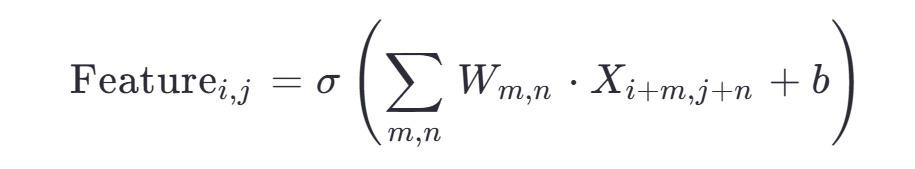 Feature_{i,j} = σ ( ∑_{m,n} W_{m,n} · X_{i+m,j+n} + b )